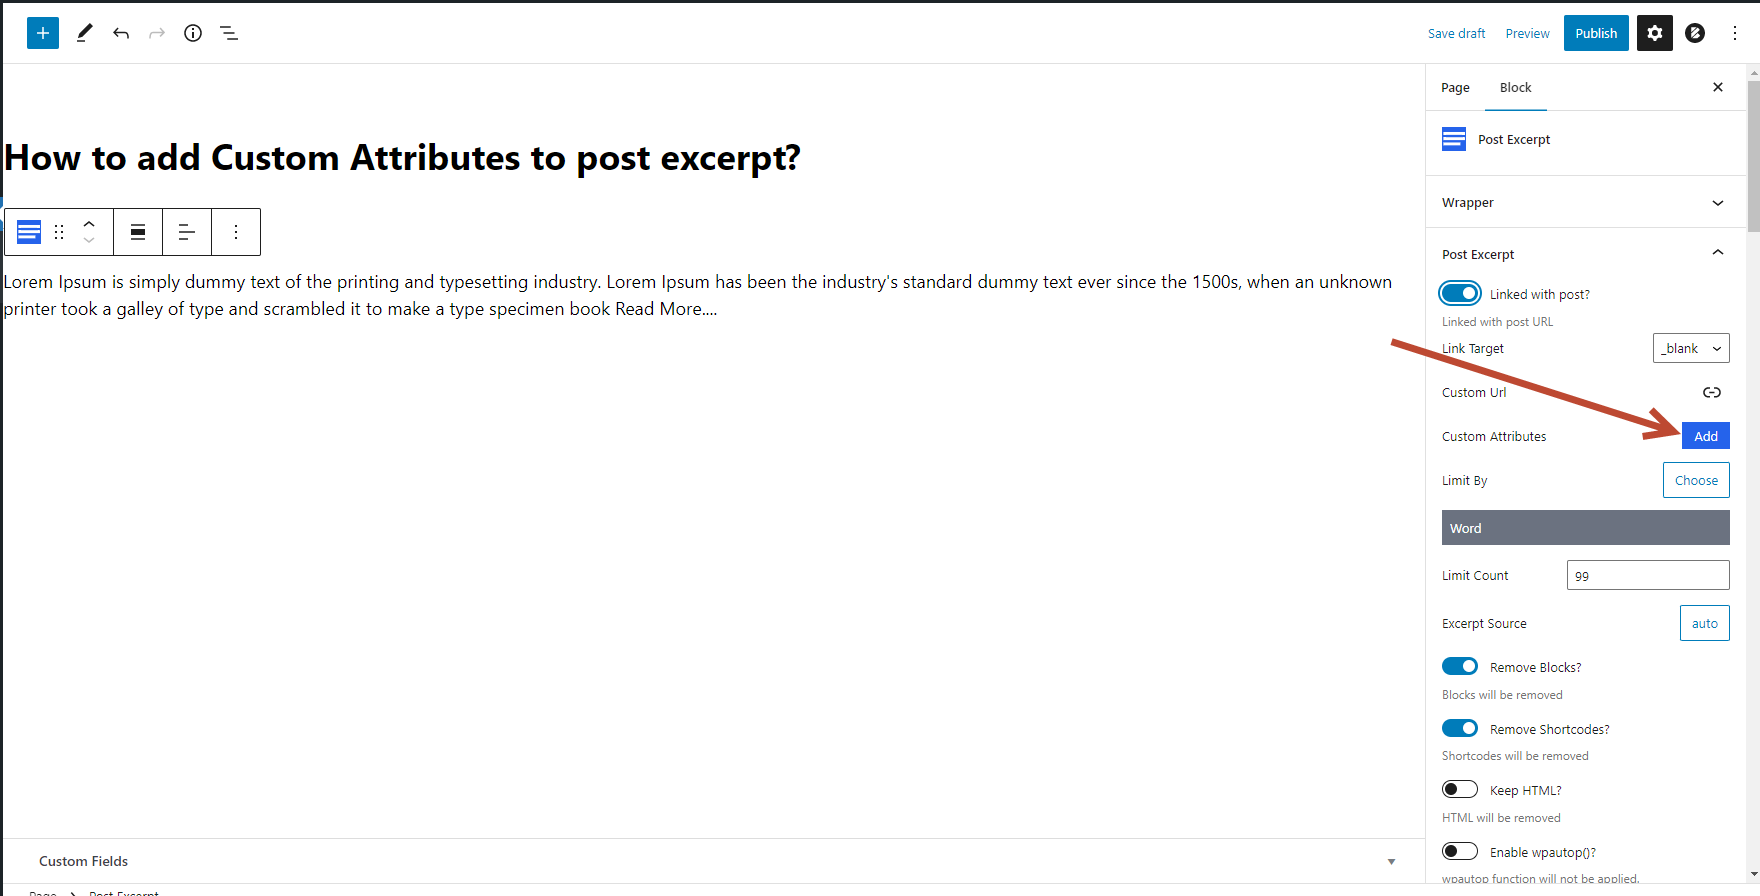 Save draft Preview Publish
Page Block
Post Excerpt
How to add Custom Attributes to post excerpt?
Wrapper
Post Excerpt
Lorem Ipsum is simply dummy text of the printing and typesetting industry. Lorem Ipsum has been the industry's standard dummy text ever since the 1500s, when an unknown
printer took a galley of type and scrambled it to make a type specimen book Read More....
Linked with post?
Linked with post URL
Link Target _blank
Custom Url
Custom Attributes Add
Limit By Choose
Word
Limit Count 99
Excerpt Source auto
Remove Blocks?
Blocks will be removed
Remove Shortcodes?
Shortcodes will be removed
Keep HTML?
HTML will be removed
Enable wpautop()?
wpautop function will not be applied.
Custom Fields
Page Post Excerpt